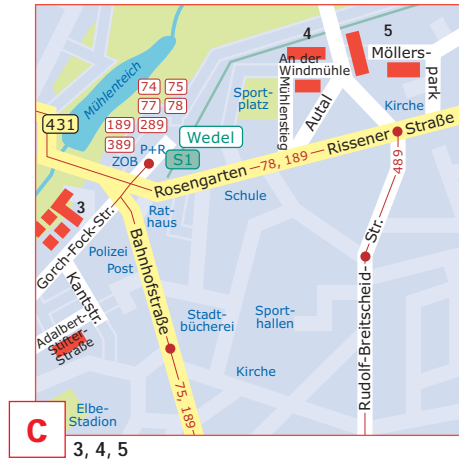 4
5
An der
Windmühle
Möllers-
park
Mühlenteich
74
75
77
78
189
289
389
P+R
ZOB
431
Wedel
S1
Sport-
platz
Mühlenstieg
Autal
Kirche
Rosengarten
78, 189
Rissener
Straße
489
Schule
3
Gorch-Fock-Str.
Rat-
haus
Polizei
Post
Bahnhofstraße
Kantstr.
Adalbert-
Stifter-
Straße
Stadt-
bücherei
Sport-
hallen
Rudolf-Breitscheid-
Str.
Kirche
75, 189
Elbe-
Stadion
C
3, 4, 5